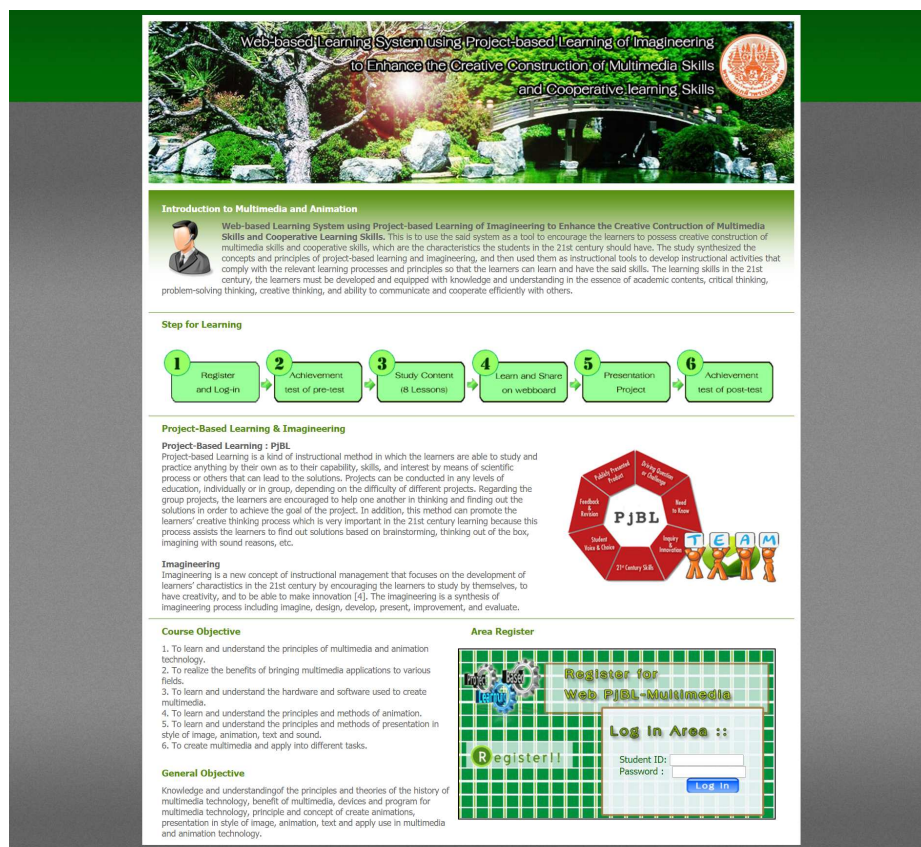 Web-based Learning System using Project-based Learning of Imagineering
to Enhance the Creative Construction of Multimedia Skills
and Cooperative learning Skills
Introduction to Multimedia and Animation
Web-based Learning System using Project-based Learning of Imagineering to Enhance the Creative Contruction of Multimedia
Skills and Cooperative Learning Skills. This is to use the said system as a tool to encourage the learners to possess creative construction of
multimedia skills and cooperative skills, which are the characteristics the students in the 21st century should have. The study synthesized the
concepts and principles of project-based learning and imagineering, and then used them as instructional tools to develop instructional activities that
comply with the relevant learning processes and principles so that the learners can learn and have the said skills. The learning skills in the 21st
century, the learners must be developed and equipped with knowledge and understanding in the essence of academic contents, critical thinking,
problem-solving thinking, creative thinking, and ability to communicate and cooperate efficiently with others.
Step for Learning
1 Register
and Log-in
2 Achievement
test of pre-test
3 Study Content
(8 Lessons)
4 Learn and Share
on webboard
5 Presentation
Project
6 Achievement
test of post-test
Project-Based Learning & Imagineering
Project-Based Learning : PjBL
Project-based Learning is a kind of instructional method in which the learners are able to study and
practice anything by their own as to their capability, skills, and interest by means of scientific
process or others that can lead to the solutions. Projects can be conducted in any levels of
education, individually or in group, depending on the difficulty of different projects. Regarding the
group projects, the learners are encouraged to help one another in thinking and finding out the
solutions in order to achieve the goal of the project. In addition, this method can promote the
learners' creative thinking process which is very important in the 21st century learning because this
process assists the learners to find out solutions based on brainstorming, thinking out of the box,
imagining with sound reasons, etc.
Imagineering
Imagineering is a new concept of instructional management that focuses on the development of
learners' charactistics in the 21st century by encouraging the learners to study by themselves, to
have creativity, and to be able to make innovation [4]. The imagineering is a synthesis of
imagineering process including imagine, design, develop, present, improvement, and evaluate.
Publicly Presented
Product
Driving Question
or Challenge
Feedback
&
Revision
Need
to Know
PjBL
Student
Voice & Choice
Inquiry
&
Innovation
21st Century Skills
TEAM
Course Objective
1. To learn and understand the principles of multimedia and animation
technology.
2. To realize the benefits of bringing multimedia applications to various
fields.
3. To learn and understand the hardware and software used to create
multimedia.
4. To learn and understand the principles and methods of animation.
5. To learn and understand the principles and methods of presentation in
style of image, animation, text and sound.
6. To create multimedia and apply into different tasks.
General Objective
Knowledge and understandingof the principles and theories of the history of
multimedia technology, benefit of multimedia, devices and program for
multimedia technology, principle and concept of create animations,
presentation in style of image, animation, text and apply use in multimedia
and animation technology.
Area Register
Project Based
Learning
Register for
Web PjBL-Multimedia
Register!!
Log in Area ::
Student ID:
Password :
Log in